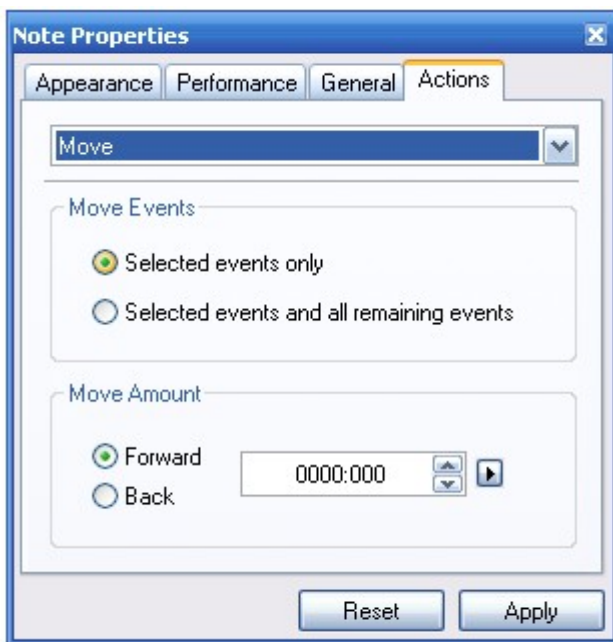 Note Properties
Appearance Performance General Actions
Move
Move Events
Selected events only
Selected events and all remaining events
Move Amount
Forward
0000:000
Back
Reset Apply